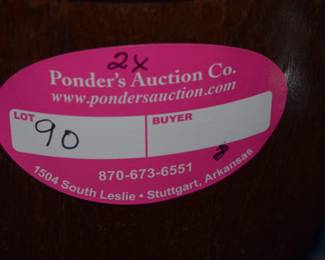 2x
Ponder's Auction Co.
www.pondersauction.com
LOT 90 BUYER
870-673-6551
1504 South Leslie • Stuttgart, Arkansas